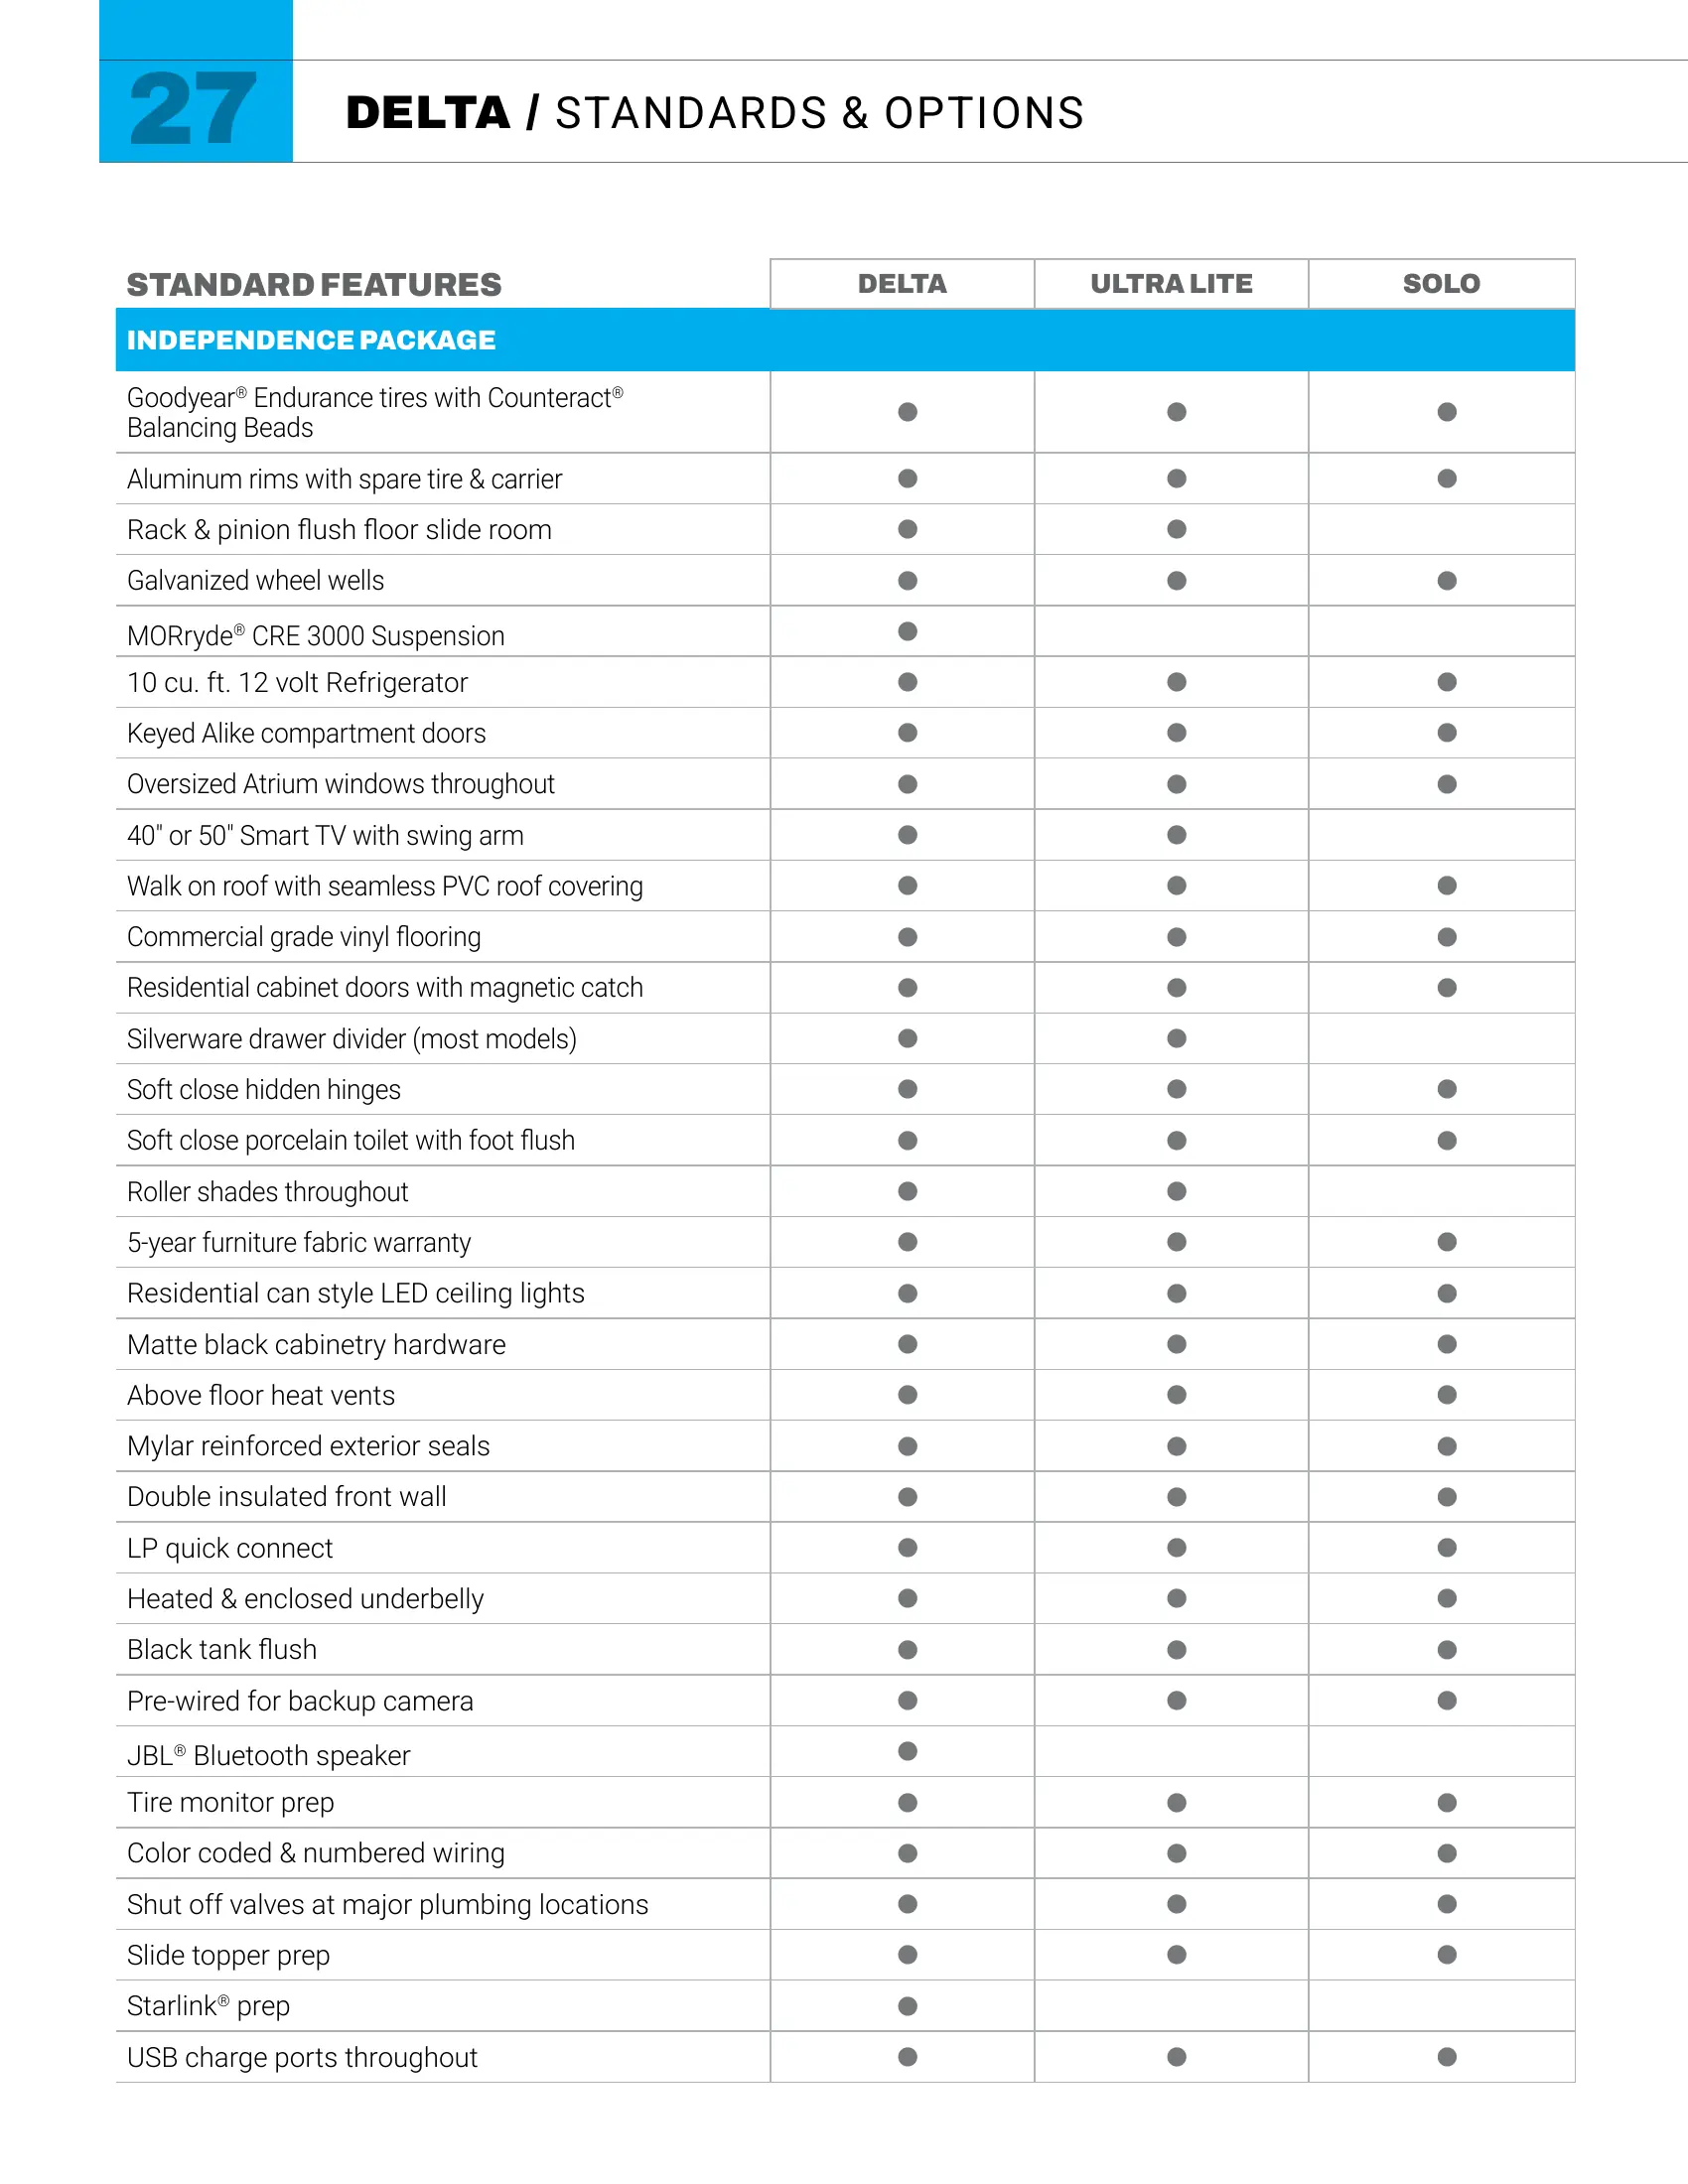 27
DELTA / STANDARDS & OPTIONS
STANDARD FEATURES DELTA ULTRA LITE SOLO
INDEPENDENCE PACKAGE
Goodyear® Endurance tires with Counteract®
Balancing Beads ● ● ●
Aluminum rims with spare tire & carrier ● ● ●
Rack & pinion flush floor slide room ● ●
Galvanized wheel wells ● ● ●
MORryde® CRE 3000 Suspension ●
10 cu. ft. 12 volt Refrigerator ● ● ●
Keyed Alike compartment doors ● ● ●
Oversized Atrium windows throughout ● ● ●
40" or 50" Smart TV with swing arm ● ●
Walk on roof with seamless PVC roof covering ● ● ●
Commercial grade vinyl flooring ● ● ●
Residential cabinet doors with magnetic catch ● ● ●
Silverware drawer divider (most models) ● ●
Soft close hidden hinges ● ● ●
Soft close porcelain toilet with foot flush ● ● ●
Roller shades throughout ● ●
5-year furniture fabric warranty ● ● ●
Residential can style LED ceiling lights ● ● ●
Matte black cabinetry hardware ● ● ●
Above floor heat vents ● ● ●
Mylar reinforced exterior seals ● ● ●
Double insulated front wall ● ● ●
LP quick connect ● ● ●
Heated & enclosed underbelly ● ● ●
Black tank flush ● ● ●
Pre-wired for backup camera ● ● ●
JBL® Bluetooth speaker ●
Tire monitor prep ● ● ●
Color coded & numbered wiring ● ● ●
Shut off valves at major plumbing locations ● ● ●
Slide topper prep ● ● ●
Starlink® prep ●
USB charge ports throughout ● ● ●